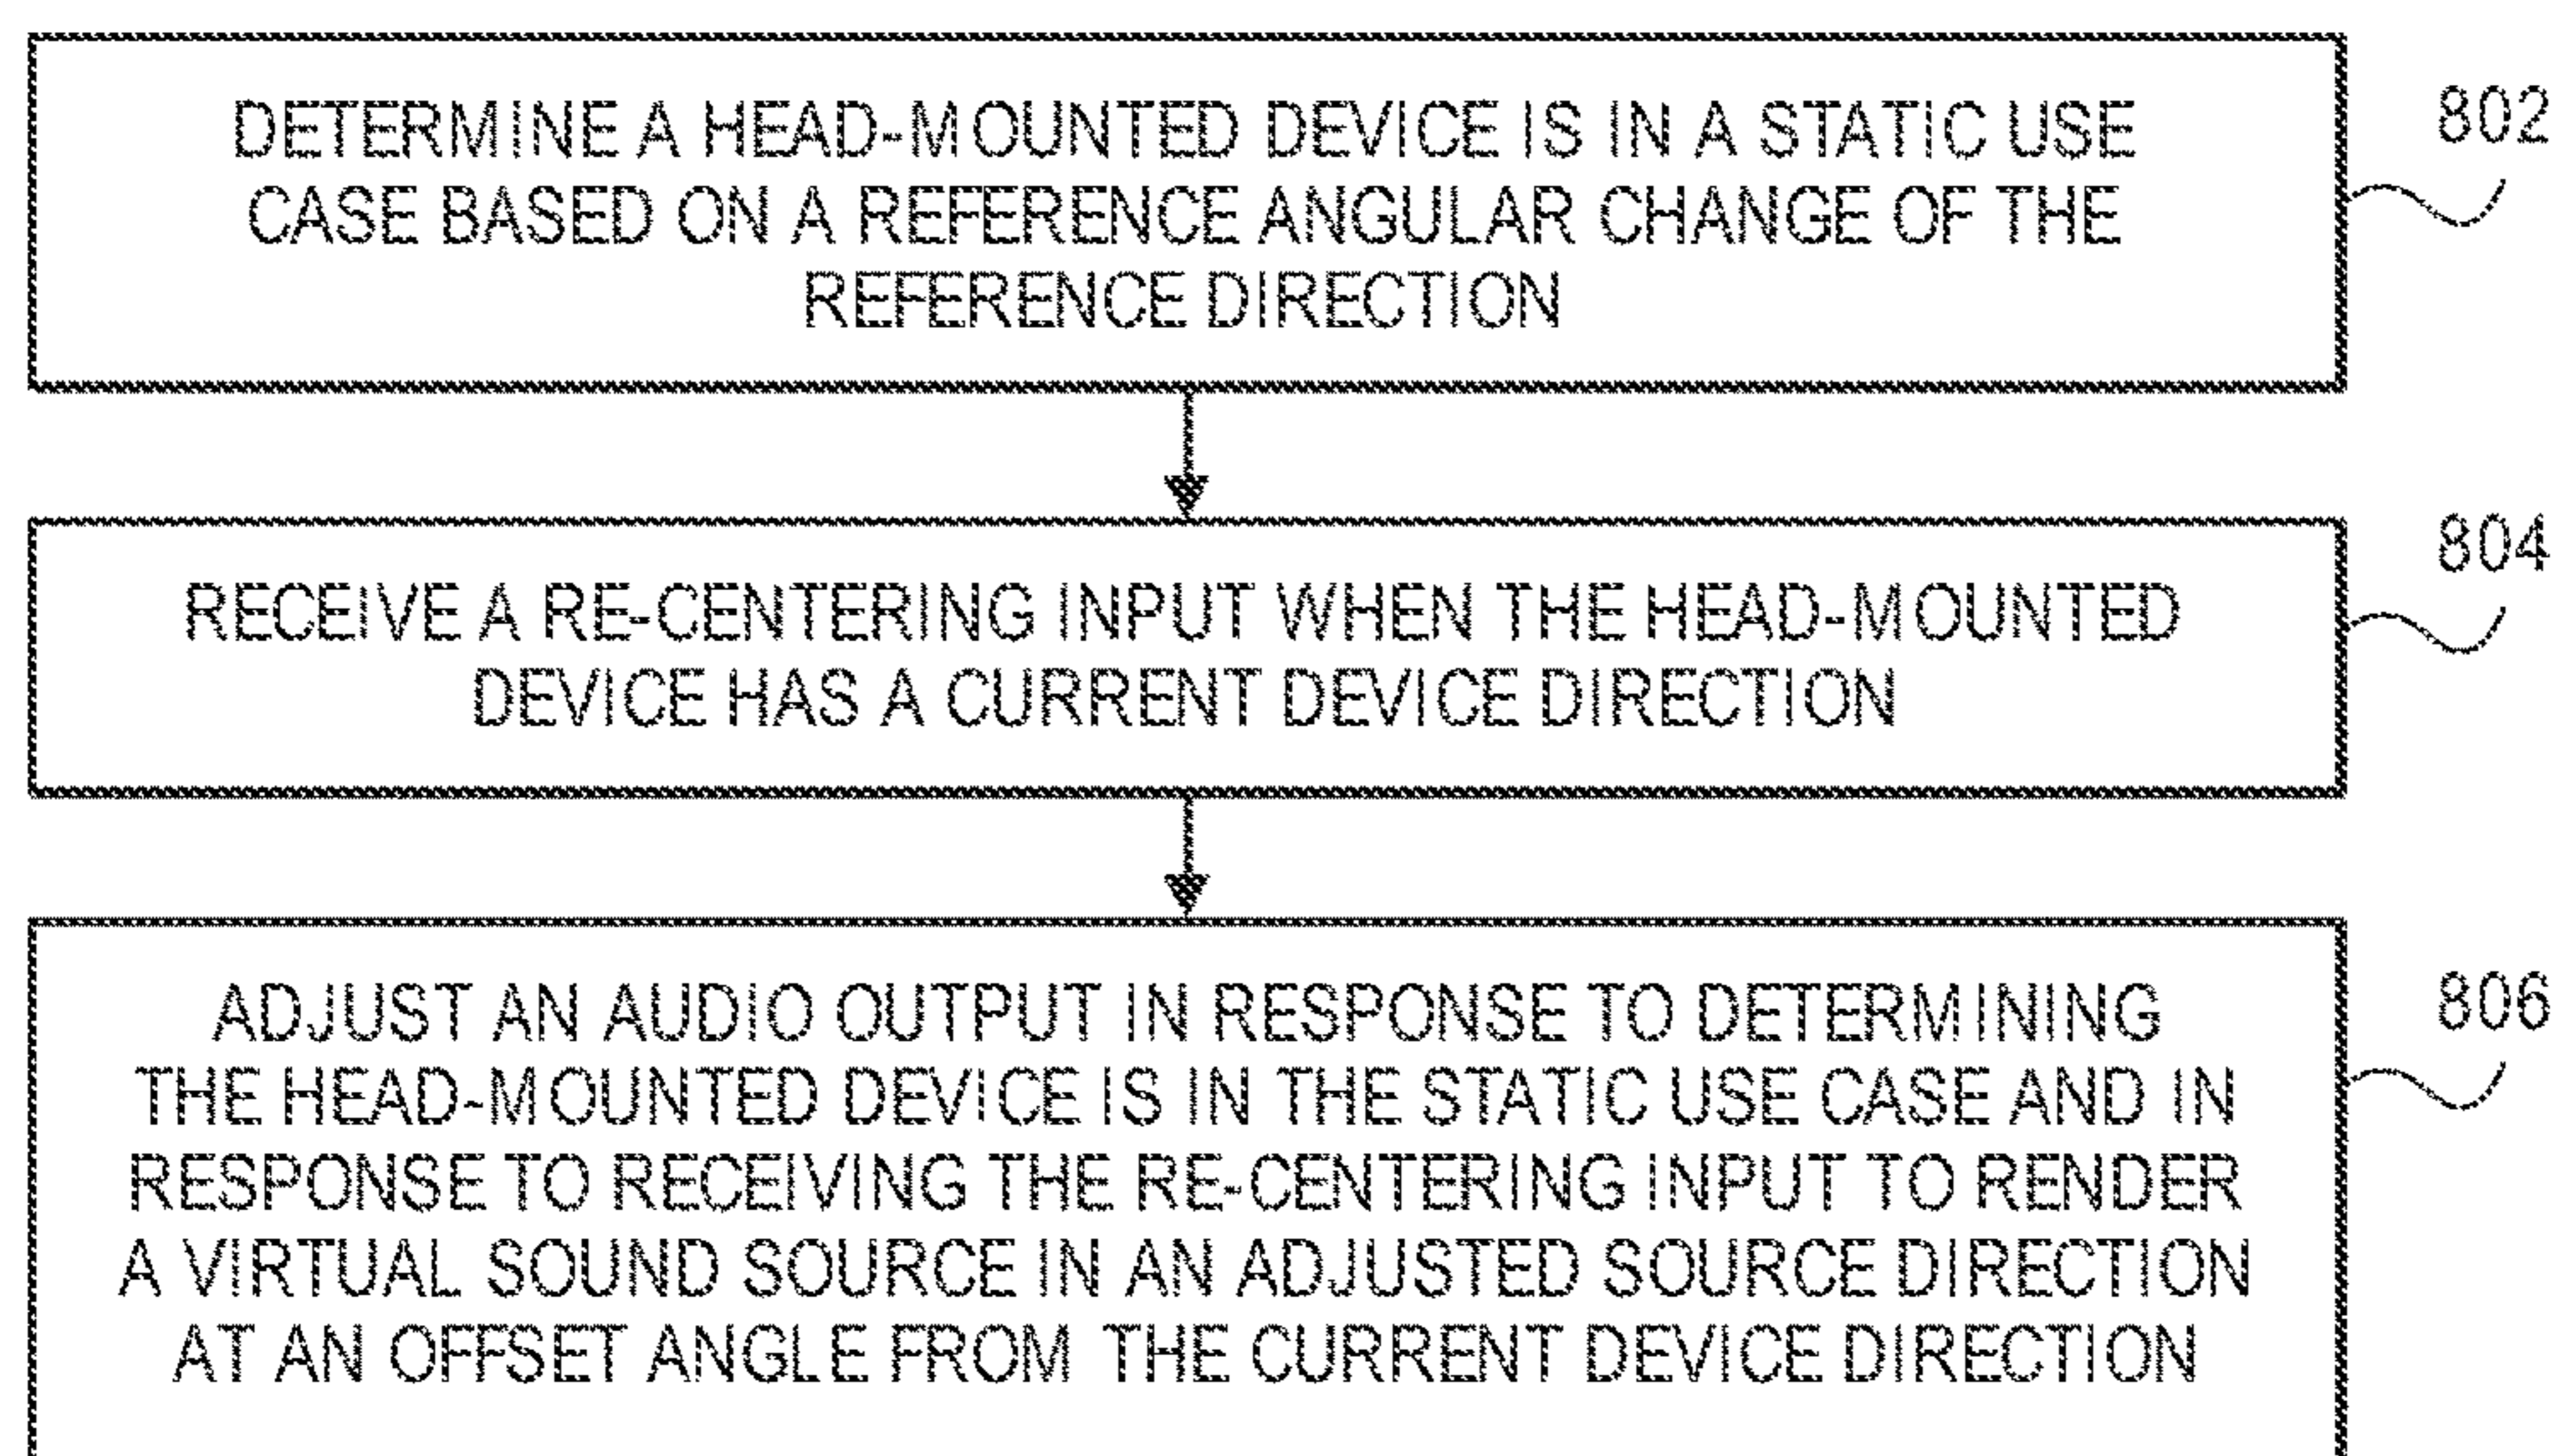 DETERMINE A HEAD-MOUNTED DEVICE IS IN A STATIC USE
CASE BASED ON A REFERENCE ANGULAR CHANGE OF THE
REFERENCE DIRECTION
802
RECEIVE A RE-CENTERING INPUT WHEN THE HEAD-MOUNTED
DEVICE HAS A CURRENT DEVICE DIRECTION
804
ADJUST AN AUDIO OUTPUT IN RESPONSE TO DETERMINING
THE HEAD-MOUNTED DEVICE IS IN THE STATIC USE CASE AND IN
RESPONSE TO RECEIVING THE RE-CENTERING INPUT TO RENDER
A VIRTUAL SOUND SOURCE IN AN ADJUSTED SOURCE DIRECTION
AT AN OFFSET ANGLE FROM THE CURRENT DEVICE DIRECTION
806